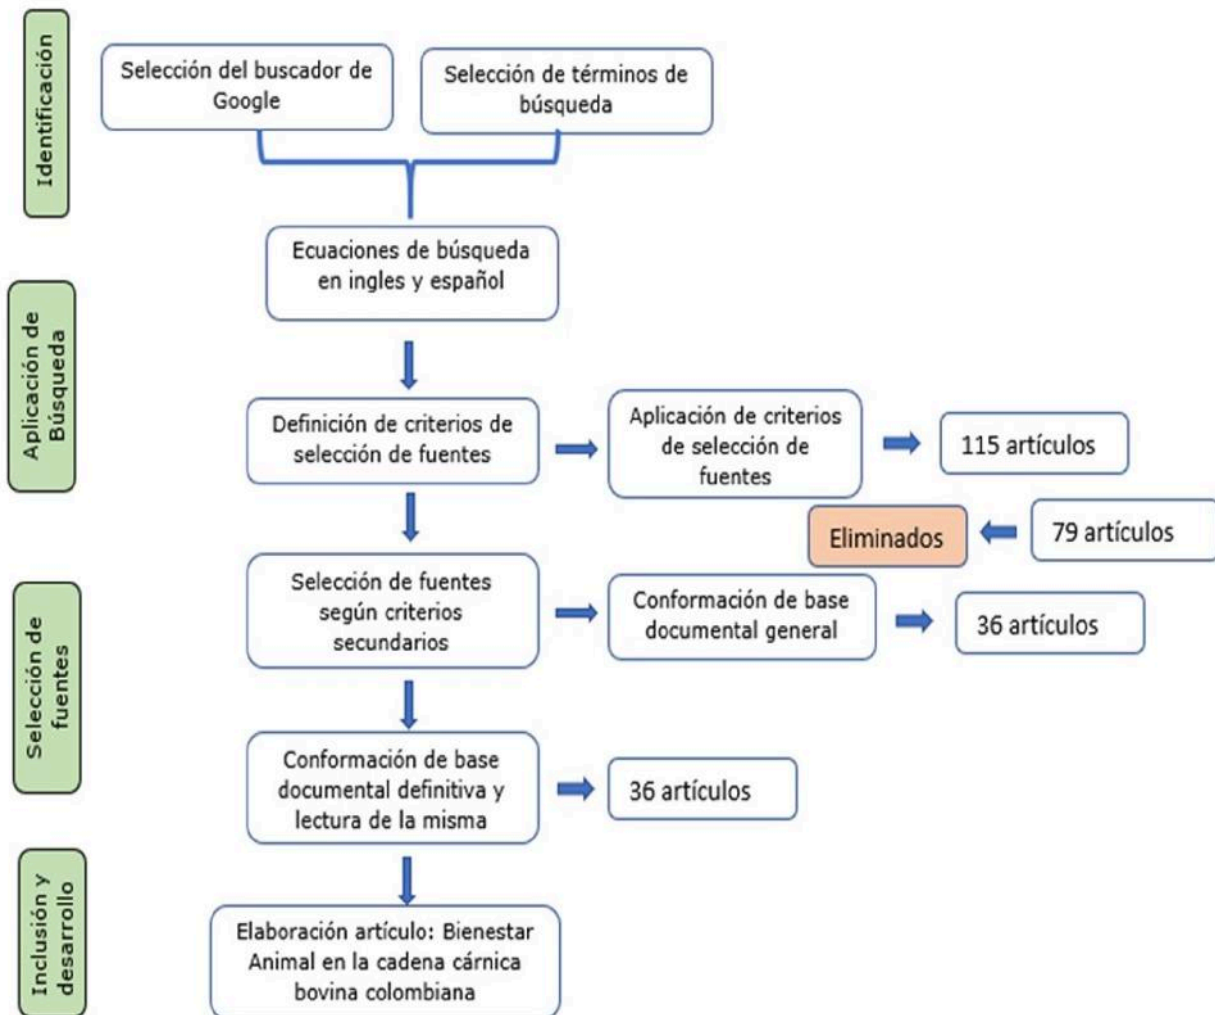 Identificación
Selección del buscador de
Google
Selección de términos de
búsqueda
Ecuaciones de búsqueda
en ingles y español
Aplicación de
Búsqueda
Definición de criterios de
selección de fuentes
Aplicación de criterios
de selección de
fuentes
115 artículos
Eliminados
79 artículos
Selección de
fuentes
Selección de fuentes
según criterios
secundarios
Conformación de base
documental general
36 artículos
Conformación de base
documental definitiva y
lectura de la misma
36 artículos
Inclusión y
desarrollo
Elaboración artículo: Bienestar
Animal en la cadena cárnica
bovina colombiana